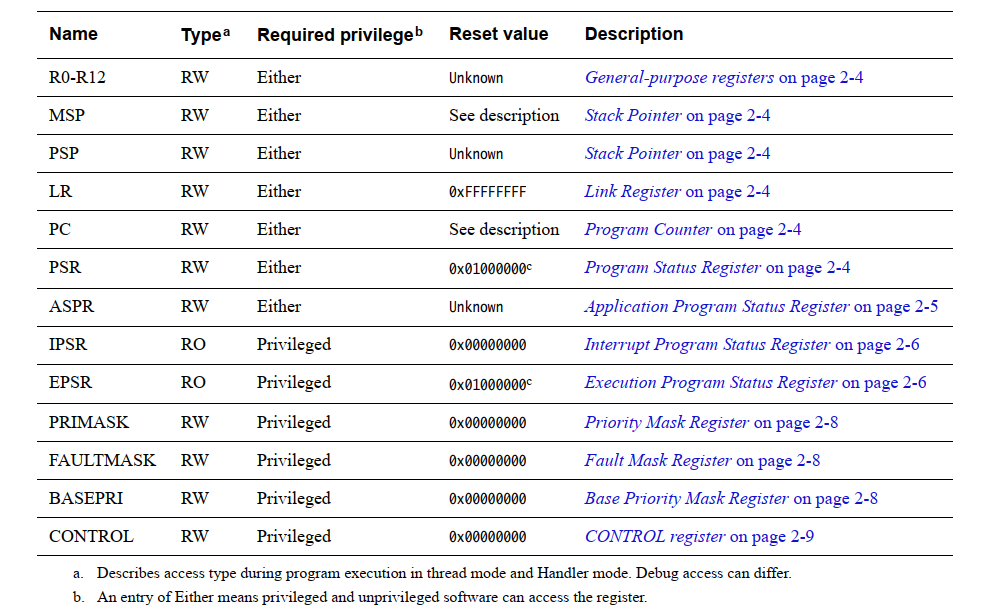 Name Typeᵃ Required privilegeᵇ Reset value Description
R0-R12 RW Either Unknown General-purpose registers on page 2-4
MSP RW Either See description Stack Pointer on page 2-4
PSP RW Either Unknown Stack Pointer on page 2-4
LR RW Either 0xFFFFFFFF Link Register on page 2-4
PC RW Either See description Program Counter on page 2-4
PSR RW Either 0x01000000ᶜ Program Status Register on page 2-4
ASPR RW Either Unknown Application Program Status Register on page 2-5
IPSR RO Privileged 0x00000000 Interrupt Program Status Register on page 2-6
EPSR RO Privileged 0x01000000ᶜ Execution Program Status Register on page 2-6
PRIMASK RW Privileged 0x00000000 Priority Mask Register on page 2-8
FAULTMASK RW Privileged 0x00000000 Fault Mask Register on page 2-8
BASEPRI RW Privileged 0x00000000 Base Priority Mask Register on page 2-8
CONTROL RW Privileged 0x00000000 CONTROL register on page 2-9
a. Describes access type during program execution in thread mode and Handler mode. Debug access can differ.
b. An entry of Either means privileged and unprivileged software can access the register.